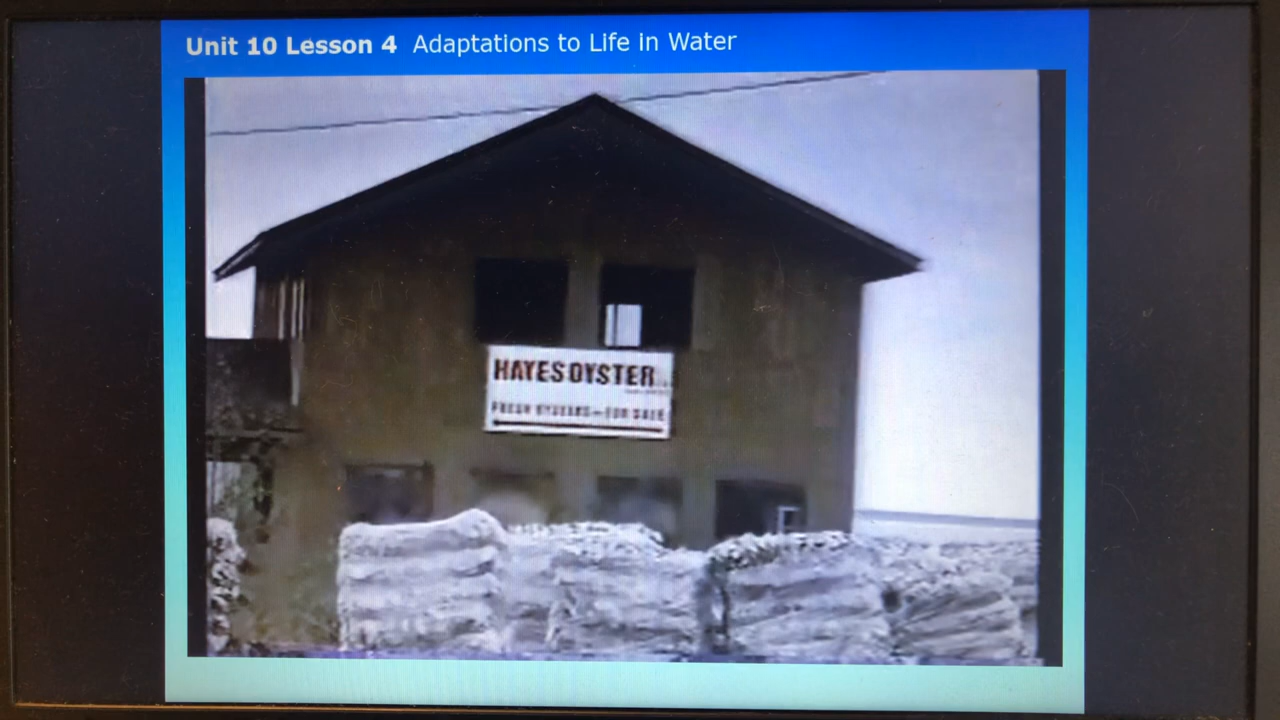 Unit 10 Lesson 4 Adaptations to Life in Water
HAYES OYSTER
FRESH OYSTERS - FOR SALE